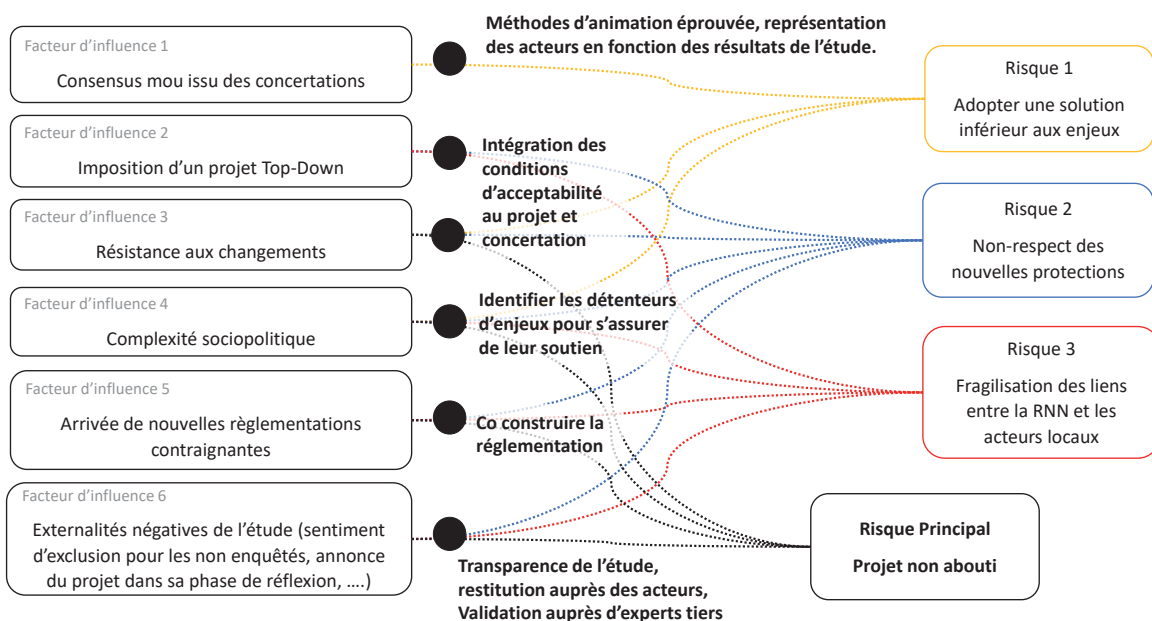 Méthodes d'animation éprouvée, représentation
des acteurs en fonction des résultats de l'étude.
Facteur d'influence 1
Consensus mou issu des concertations
Facteur d'influence 2
Imposition d'un projet Top-Down
Facteur d'influence 3
Résistance aux changements
Facteur d'influence 4
Complexité sociopolitique
Facteur d'influence 5
Arrivée de nouvelles règlementations
contraignantes
Facteur d'influence 6
Externalités négatives de l'étude (sentiment
d'exclusion pour les non enquêtés, annonce
du projet dans sa phase de réflexion, ....)
Intégration des
conditions
d'acceptabilité
au projet et
concertation
Identifier les détenteurs
d'enjeux pour s'assurer
de leur soutien
Co construire la
réglementation
Transparence de l'étude,
restitution auprès des acteurs,
Validation auprès d'experts tiers
Risque 1
Adopter une solution
inférieur aux enjeux
Risque 2
Non-respect des
nouvelles protections
Risque 3
Fragilisation des liens
entre la RNN et les
acteurs locaux
Risque Principal
Projet non abouti